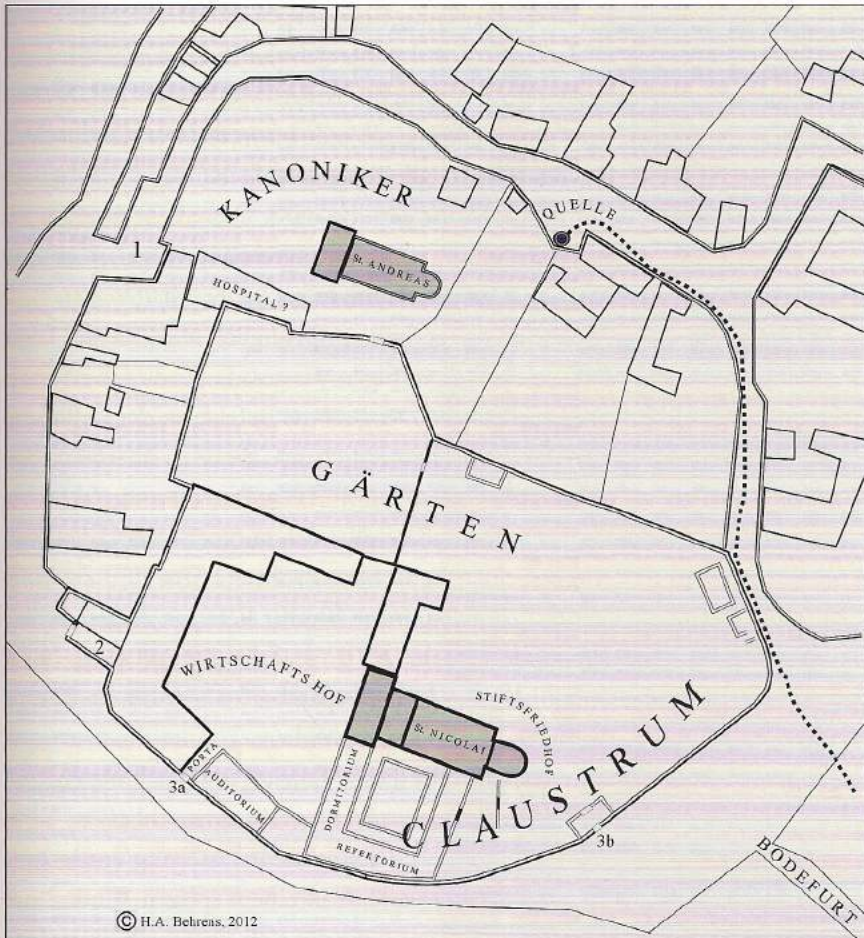 KANONIKER
QUELLE
1
St. ANDREAS
HOSPITAL ?
GÄRTEN
2
WIRTSCHAFTSHOF
STIFTSFRIEDHOF
St. NICOLAI
PORTA
3a
AUDITORIUM
DORMITORIUM
REFEKTORIUM
CLAUSTRUM
3b
BODEFURT
© H.A. Behrens, 2012